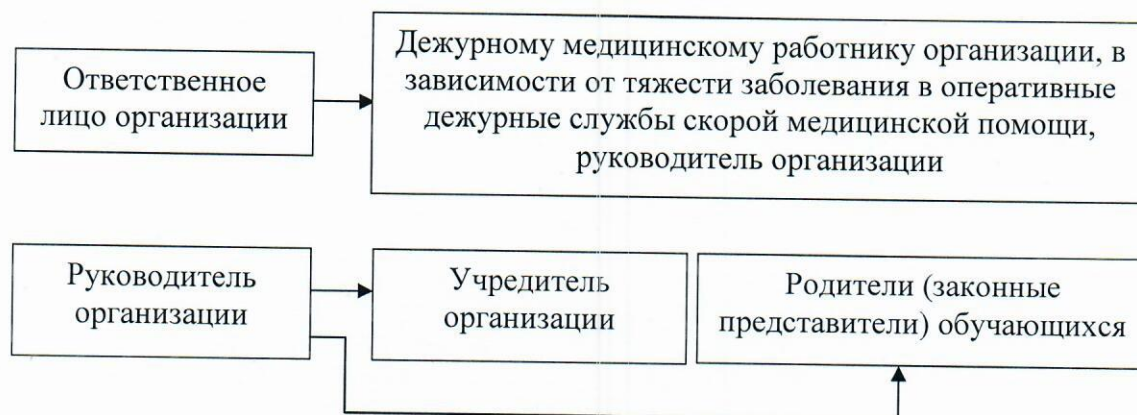 Ответственное
лицо организации
Дежурному медицинскому работнику организации, в
зависимости от тяжести заболевания в оперативные
дежурные службы скорой медицинской помощи,
руководитель организации
Руководитель
организации
Учредитель
организации
Родители (законные
представители) обучающихся